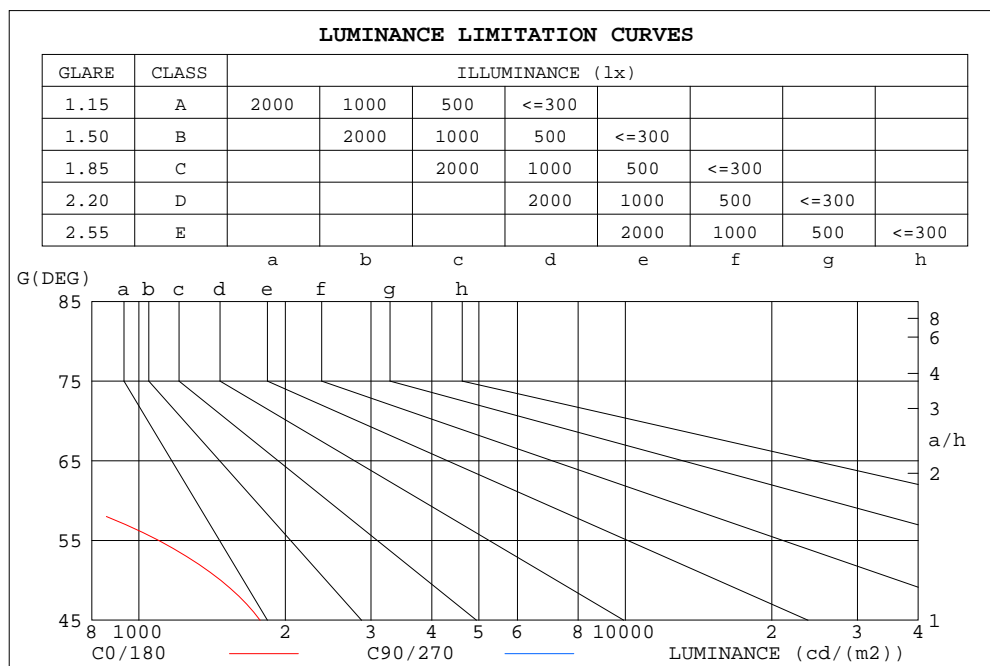 LUMINANCE LIMITATION CURVES
GLARE CLASS ILLUMINANCE (lx)
1.15 A 2000 1000 500 <=300
1.50 B 2000 1000 500 <=300
1.85 C 2000 1000 500 <=300
2.20 D 2000 1000 500 <=300
2.55 E 2000 1000 500 <=300
a b c d e f g h
G(DEG)
a b c d e f g h
85
8
6
75
4
3
a/h
65
2
55
45
1
8 1000 2 3 4 5 6 8 10000 2 3 4
C0/180 C90/270 LUMINANCE (cd/(m2))